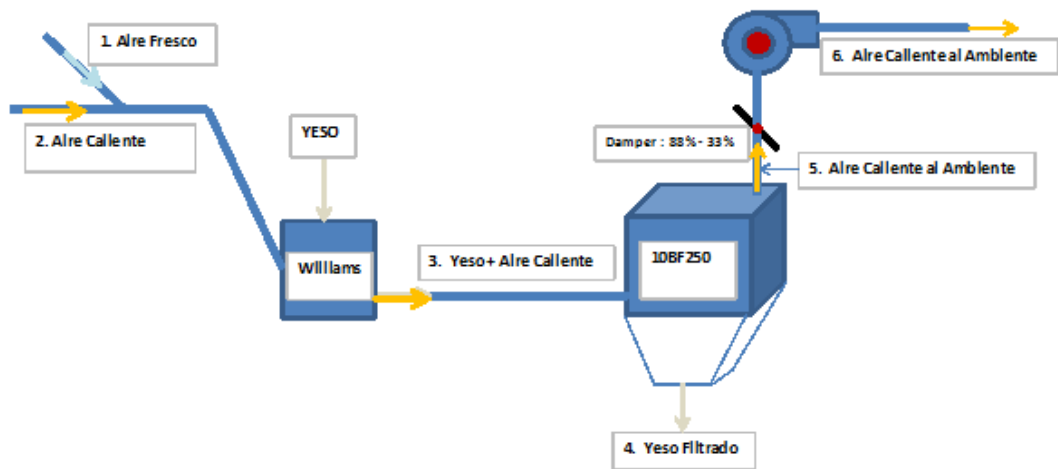 1. Aire Fresco
6. Aire Caliente al Ambiente
2. Aire Caliente
YESO
Damper : 88%- 33%
5. Aire Caliente al Ambiente
3. Yeso+ Aire Caliente
Williams
10BF250
4. Yeso Filtrado